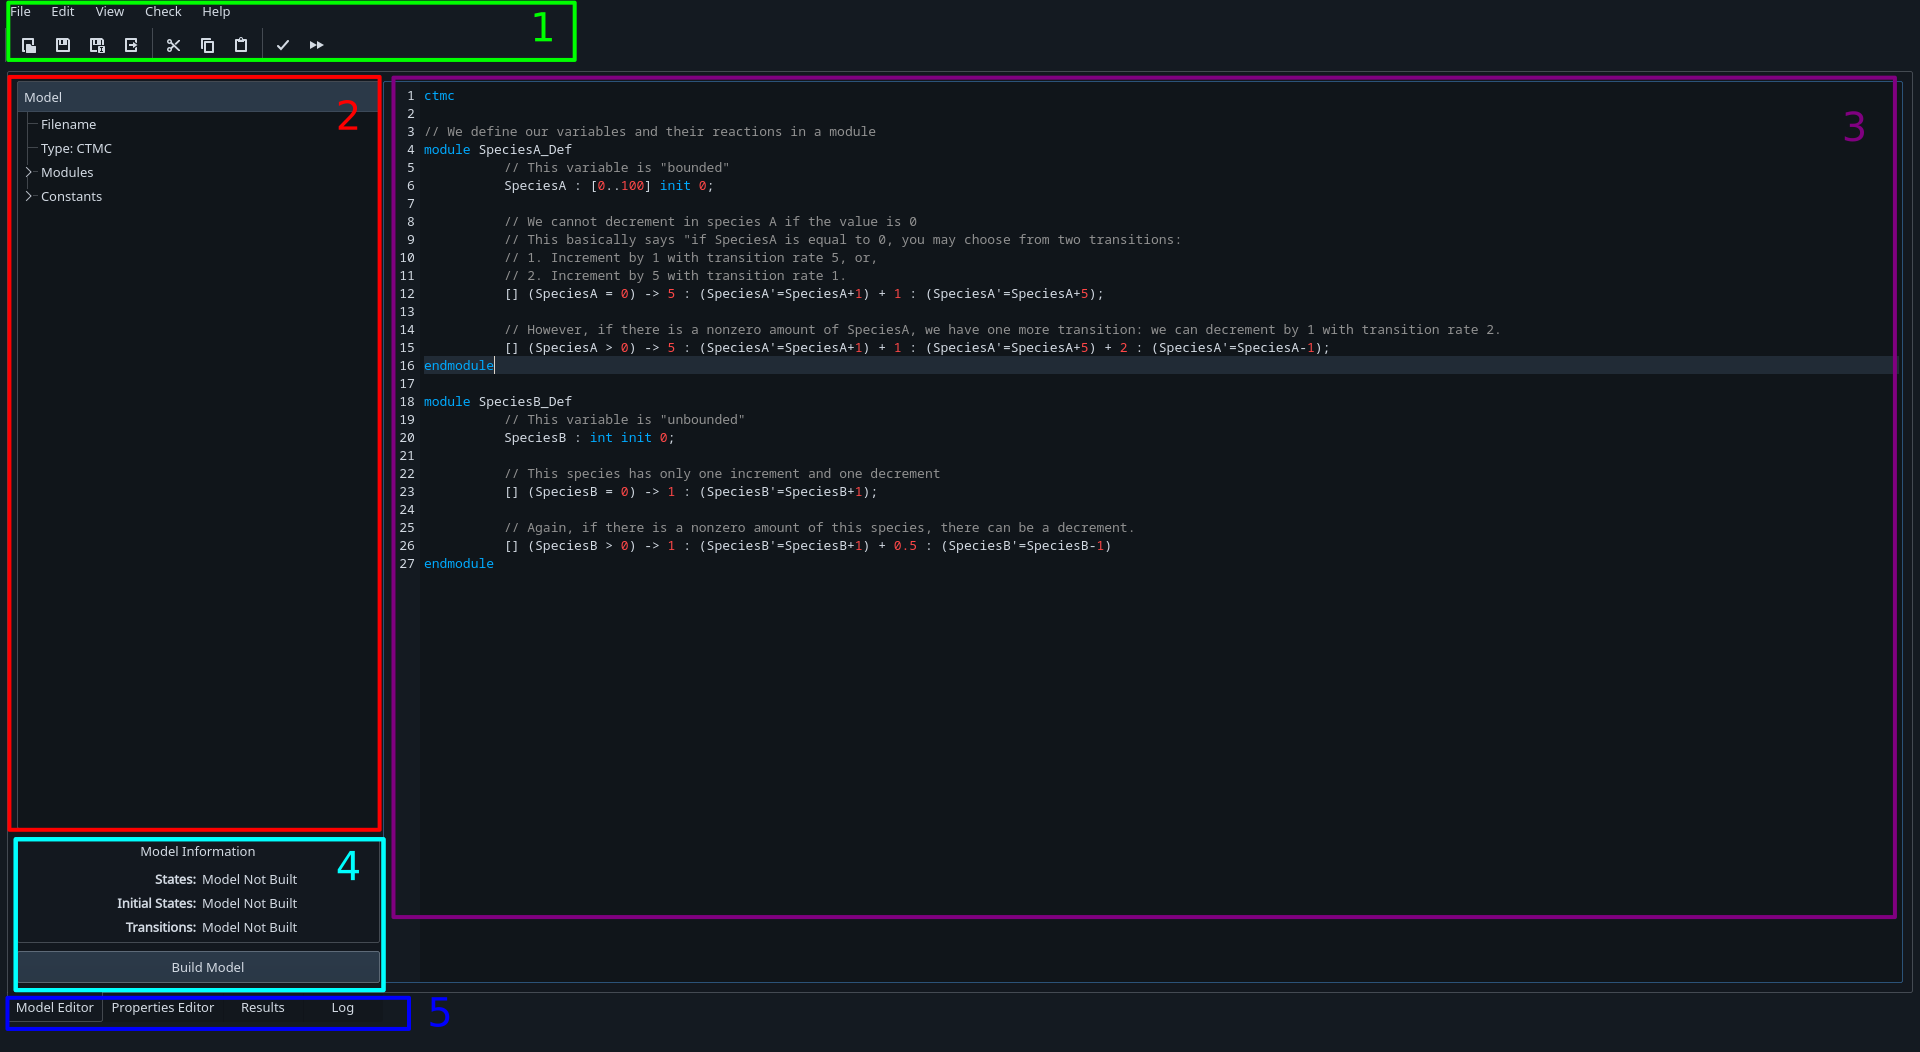 File Edit View Check Help
1
Model
2
Filename
Type: CTMC
Modules
Constants
3
1 ctmc
2
3 // We define our variables and their reactions in a module
4 module SpeciesA_Def
5 // This variable is "bounded"
6 SpeciesA : [0..100] init 0;
7
8 // We cannot decrement in species A if the value is 0
9 // This basically says "if SpeciesA is equal to 0, you may choose from two transitions:
10 // 1. Increment by 1 with transition rate 5, or,
11 // 2. Increment by 5 with transition rate 1.
12 [] (SpeciesA = 0) -> 5 : (SpeciesA'=SpeciesA+1) + 1 : (SpeciesA'=SpeciesA+5);
13
14 // However, if there is a nonzero amount of SpeciesA, we have one more transition: we can decrement by 1 with transition rate 2.
15 [] (SpeciesA > 0) -> 5 : (SpeciesA'=SpeciesA+1) + 1 : (SpeciesA'=SpeciesA+5) + 2 : (SpeciesA'=SpeciesA-1);
16 endmodule
17
18 module SpeciesB_Def
19 // This variable is "unbounded"
20 SpeciesB : int init 0;
21
22 // This species has only one increment and one decrement
23 [] (SpeciesB = 0) -> 1 : (SpeciesB'=SpeciesB+1);
24
25 // Again, if there is a nonzero amount of this species, there can be a decrement.
26 [] (SpeciesB > 0) -> 1 : (SpeciesB'=SpeciesB+1) + 0.5 : (SpeciesB'=SpeciesB-1)
27 endmodule
Model Information
4
States: Model Not Built
Initial States: Model Not Built
Transitions: Model Not Built
Build Model
Model Editor Properties Editor Results Log
5